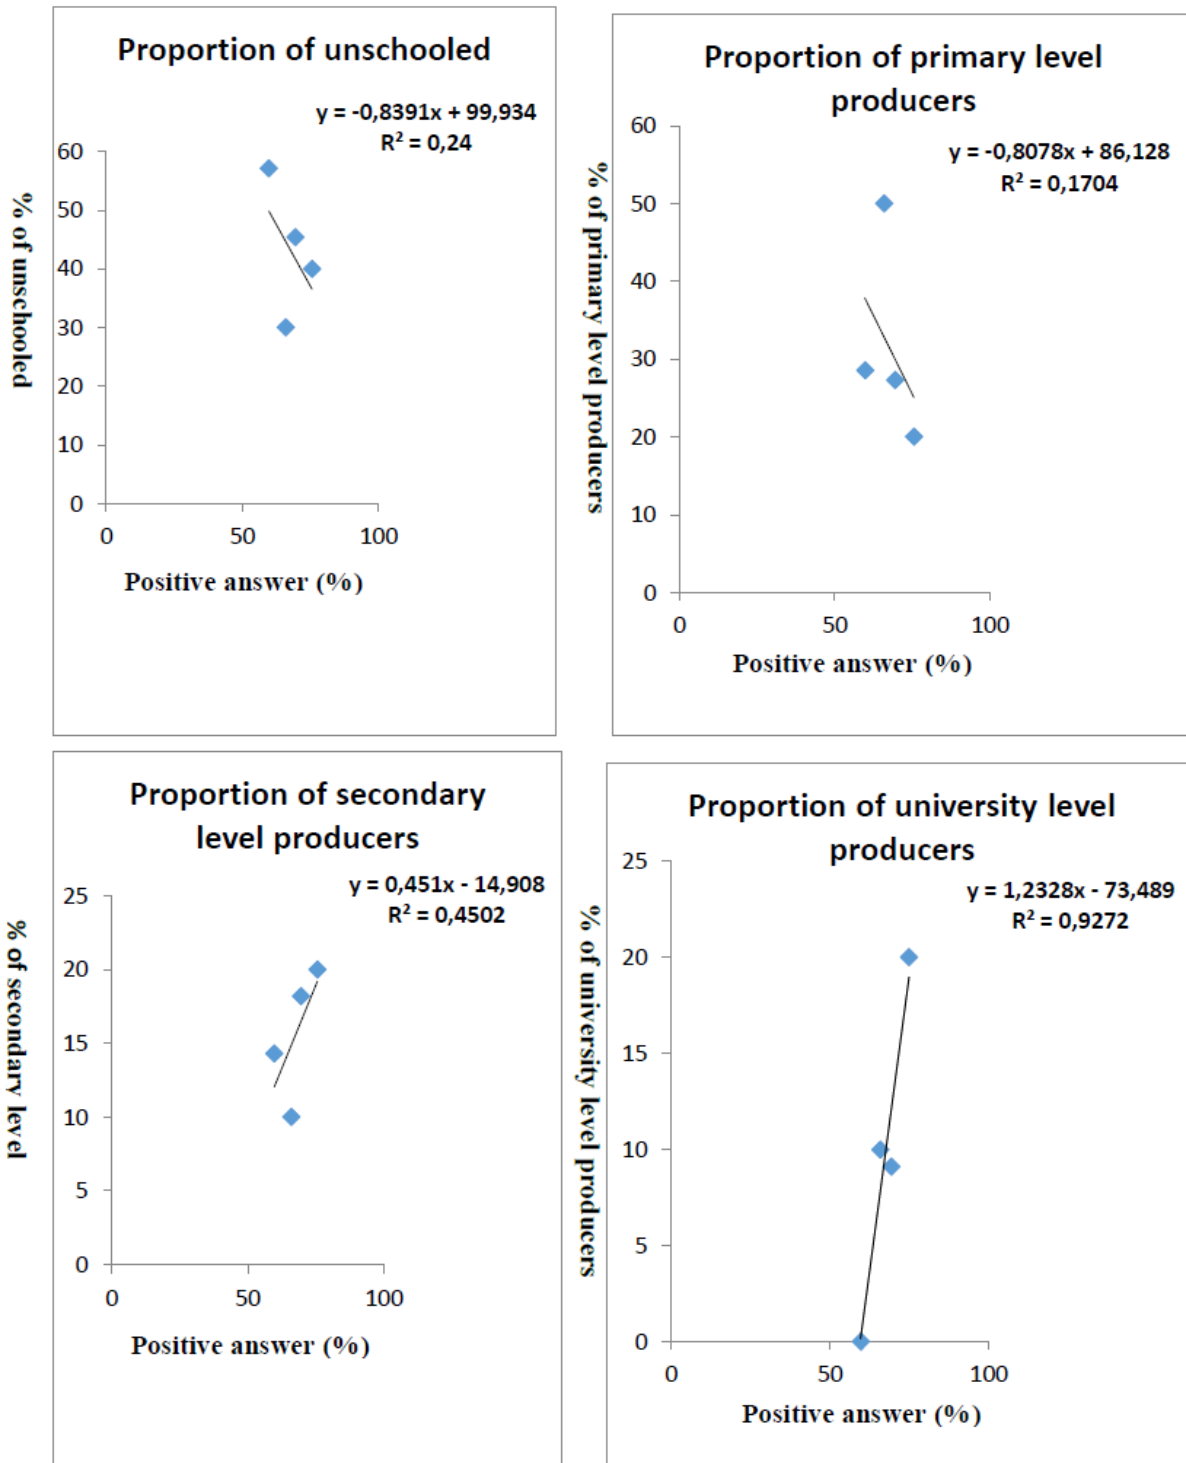 Proportion of unschooled
y = -0,8391x + 99,934
R² = 0,24
% of unschooled
60
50
40
30
20
10
0
0 50 100
Positive answer (%)
Proportion of primary level
producers
y = -0,8078x + 86,128
R² = 0,1704
% of primary level producers
60
50
40
30
20
10
0
0 50 100
Positive answer (%)
Proportion of secondary
level producers
y = 0,451x - 14,908
R² = 0,4502
% of secondary level
25
20
15
10
5
0
0 50 100
Positive answer (%)
Proportion of university level
producers
y = 1,2328x - 73,489
R² = 0,9272
% of university level producers
25
20
15
10
5
0
0 50 100
Positive answer (%)